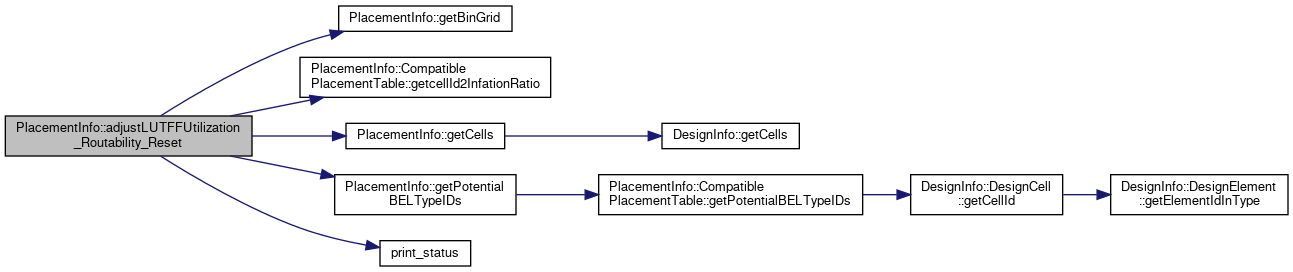 PlacementInfo::getBinGrid
PlacementInfo::Compatible
PlacementTable::getcellId2InfationRatio
PlacementInfo::adjustLUTFFUtilization
_Routability_Reset
PlacementInfo::getCells
DesignInfo::getCells
PlacementInfo::getPotential
BELTypeIDs
PlacementInfo::Compatible
PlacementTable::getPotentialBELTypeIDs
DesignInfo::DesignCell
::getCellId
DesignInfo::DesignElement
::getElementIdInType
print_status